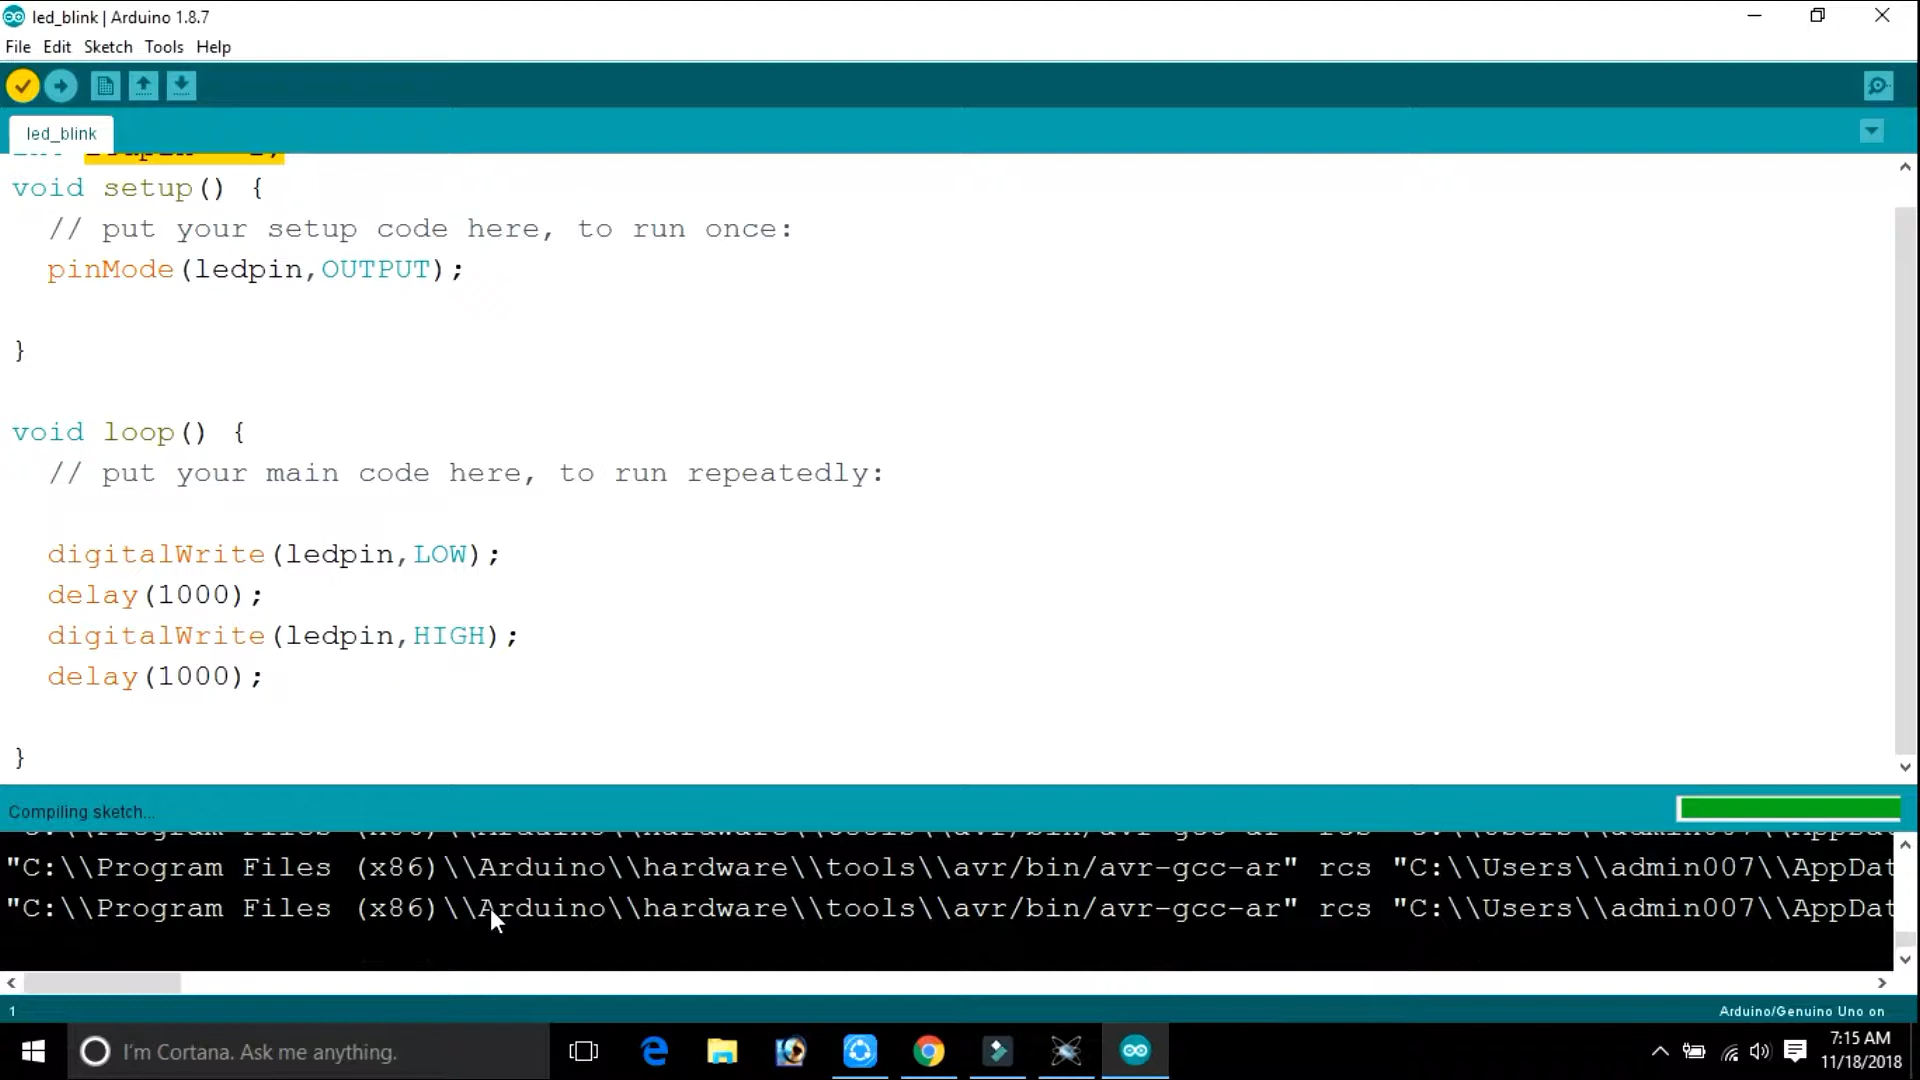 led_blink | Arduino 1.8.7
File Edit Sketch Tools Help
led_blink
void setup() {
// put your setup code here, to run once:
pinMode(ledpin,OUTPUT);
}
void loop() {
// put your main code here, to run repeatedly:
digitalWrite(ledpin,LOW);
delay(1000);
digitalWrite(ledpin,HIGH);
delay(1000);
}
Compiling sketch...
"C:\\Program Files (x86)\\Arduino\\hardware\\tools\\avr/bin/avr-gcc-ar" rcs "C:\\Users\\admin007\\AppDat
"C:\\Program Files (x86)\\Arduino\\hardware\\tools\\avr/bin/avr-gcc-ar" rcs "C:\\Users\\admin007\\AppDat
1
Arduino/Genuino Uno on
I'm Cortana. Ask me anything.
7:15 AM
11/18/2018